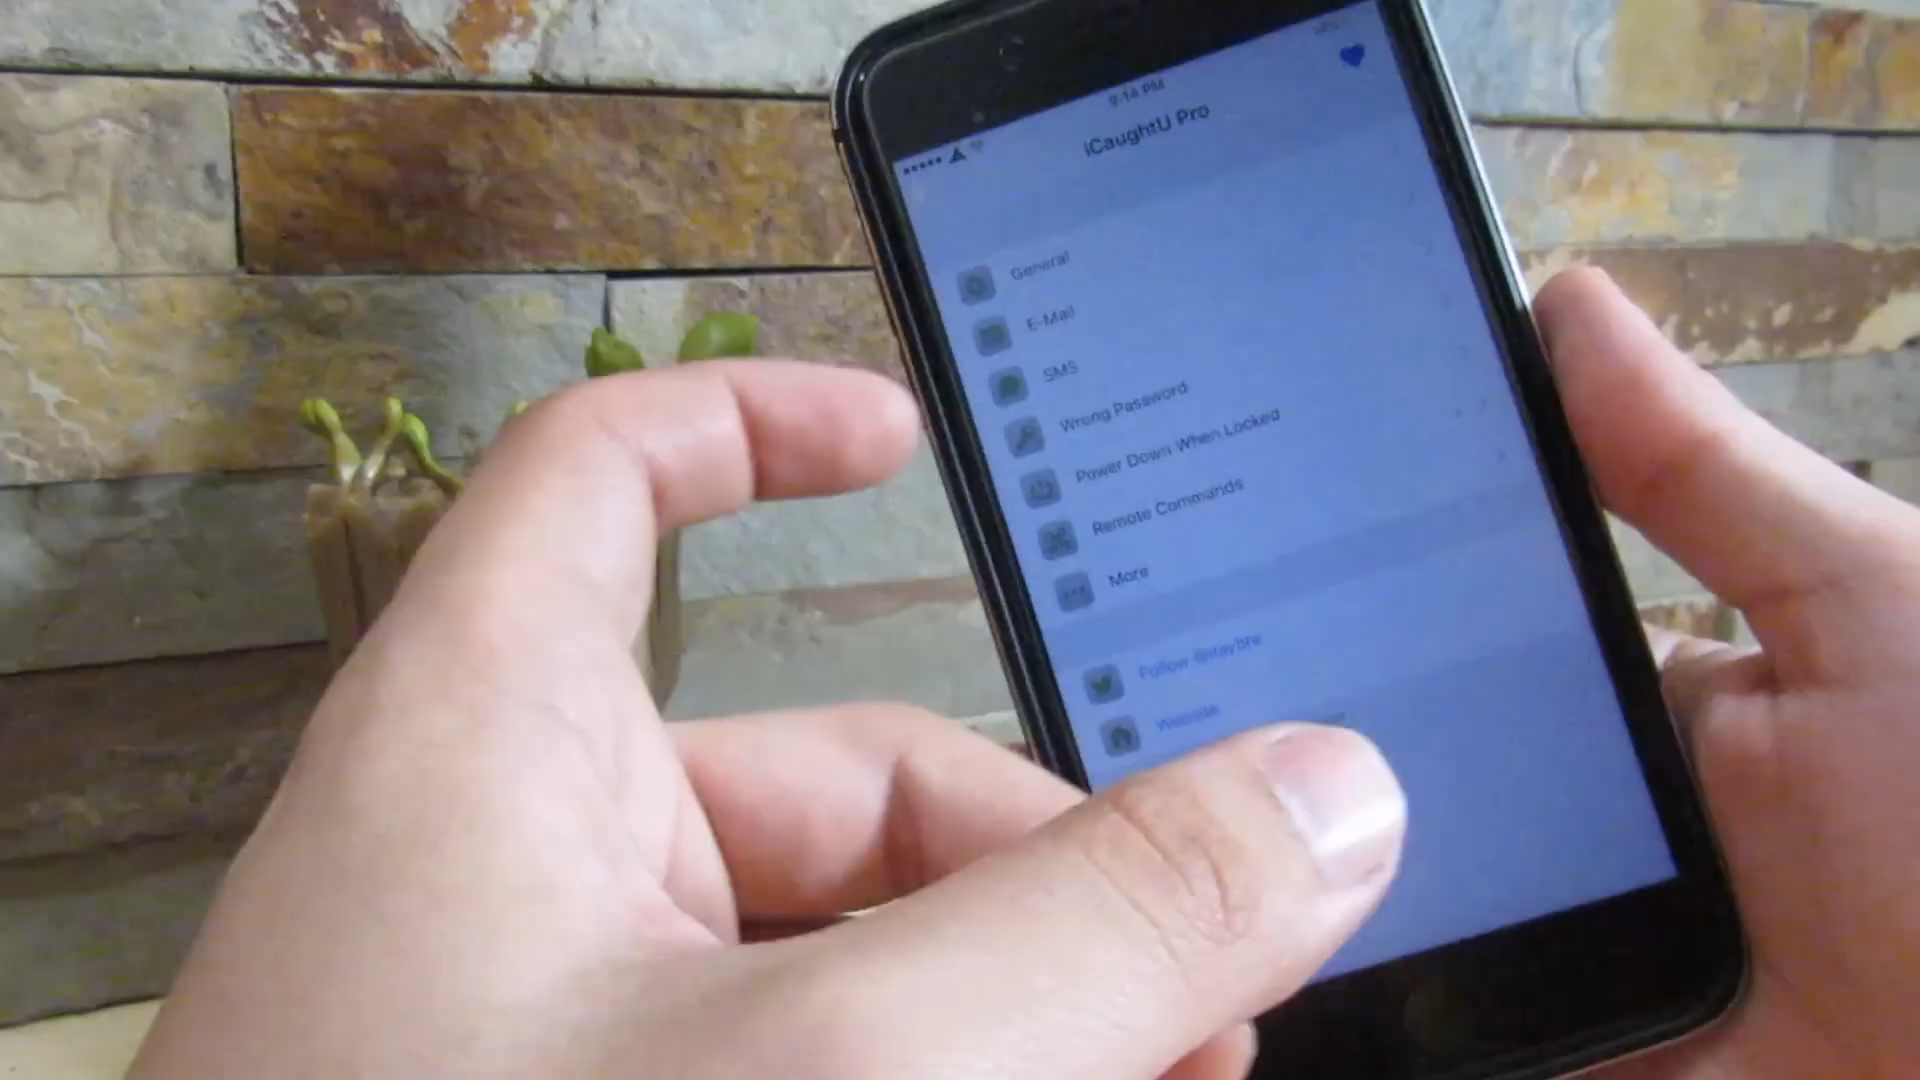 9:14 PM
iCaughtU Pro
General
E-Mail
SMS
Wrong Password
Power Down When Locked
Remote Commands
More
Follow @itaybre
Website